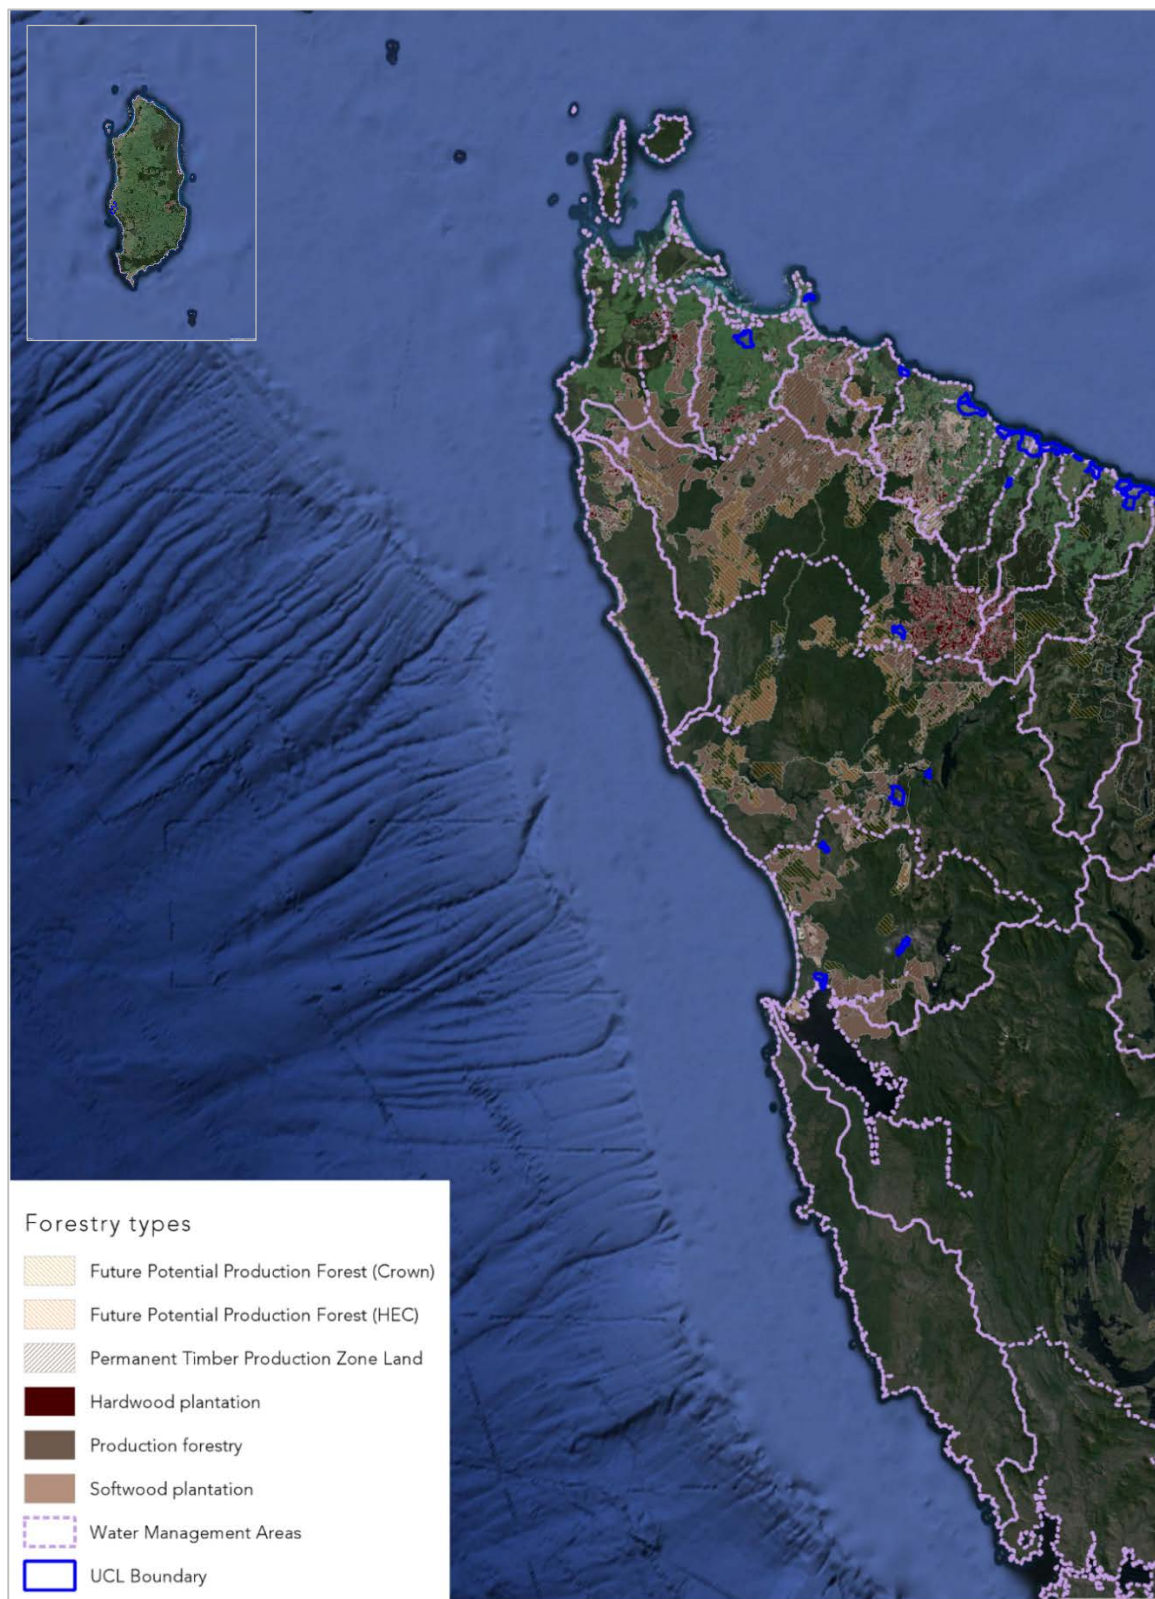 Forestry types
Future Potential Production Forest (Crown)
Future Potential Production Forest (HEC)
Permanent Timber Production Zone Land
Hardwood plantation
Production forestry
Softwood plantation
Water Management Areas
UCL Boundary